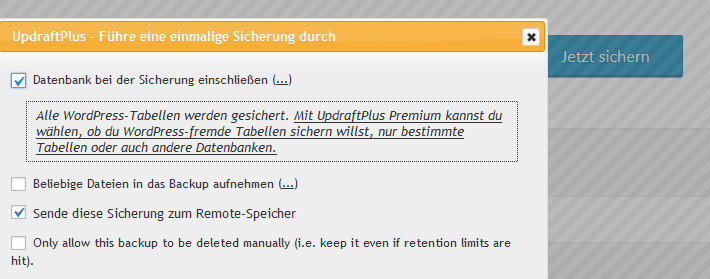 UpdraftPlus - Führe eine einmalige Sicherung durch
Jetzt sichern
Datenbank bei der Sicherung einschließen (...)
Alle WordPress-Tabellen werden gesichert. Mit UpdraftPlus Premium kannst du
wählen, ob du WordPress-fremde Tabellen sichern willst, nur bestimmte
Tabellen oder auch andere Datenbanken.
Beliebige Dateien in das Backup aufnehmen (...)
Sende diese Sicherung zum Remote-Speicher
Only allow this backup to be deleted manually (i.e. keep it even if retention limits are
hit).